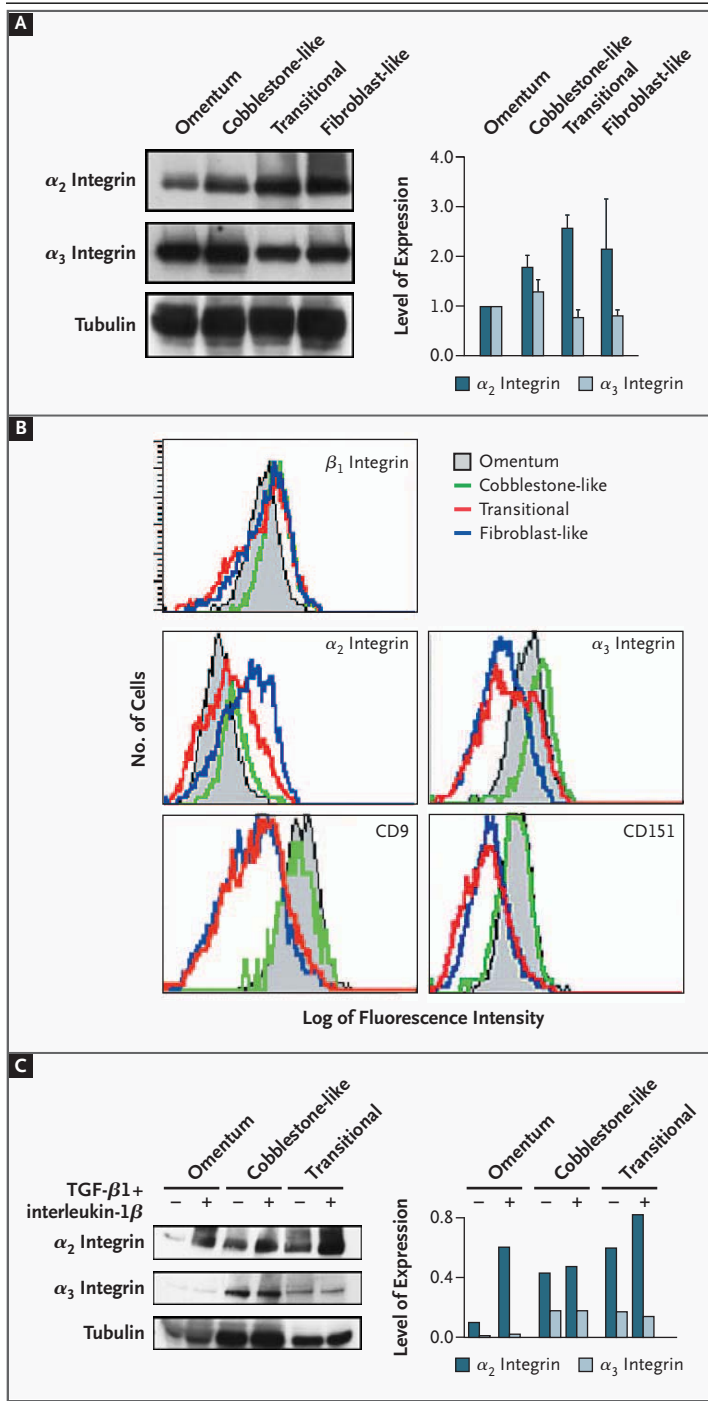 A
Omentum
Cobblestone-like
Transitional
Fibroblast-like
α2 Integrin
α3 Integrin
Tubulin
Omentum
Cobblestone-like
Transitional
Fibroblast-like
Level of Expression
4.0
3.0
2.0
1.0
0.0
α2 Integrin
α3 Integrin
B
β1 Integrin
Omentum
Cobblestone-like
Transitional
Fibroblast-like
No. of Cells
α2 Integrin
α3 Integrin
CD9
CD151
Log of Fluorescence Intensity
C
Omentum
Cobblestone-like
Transitional
TGF-β1+
interleukin-1β
– + – + – +
α2 Integrin
α3 Integrin
Tubulin
Omentum
Cobblestone-like
Transitional
– + – + – +
Level of Expression
0.8
0.4
0.0
α2 Integrin
α3 Integrin